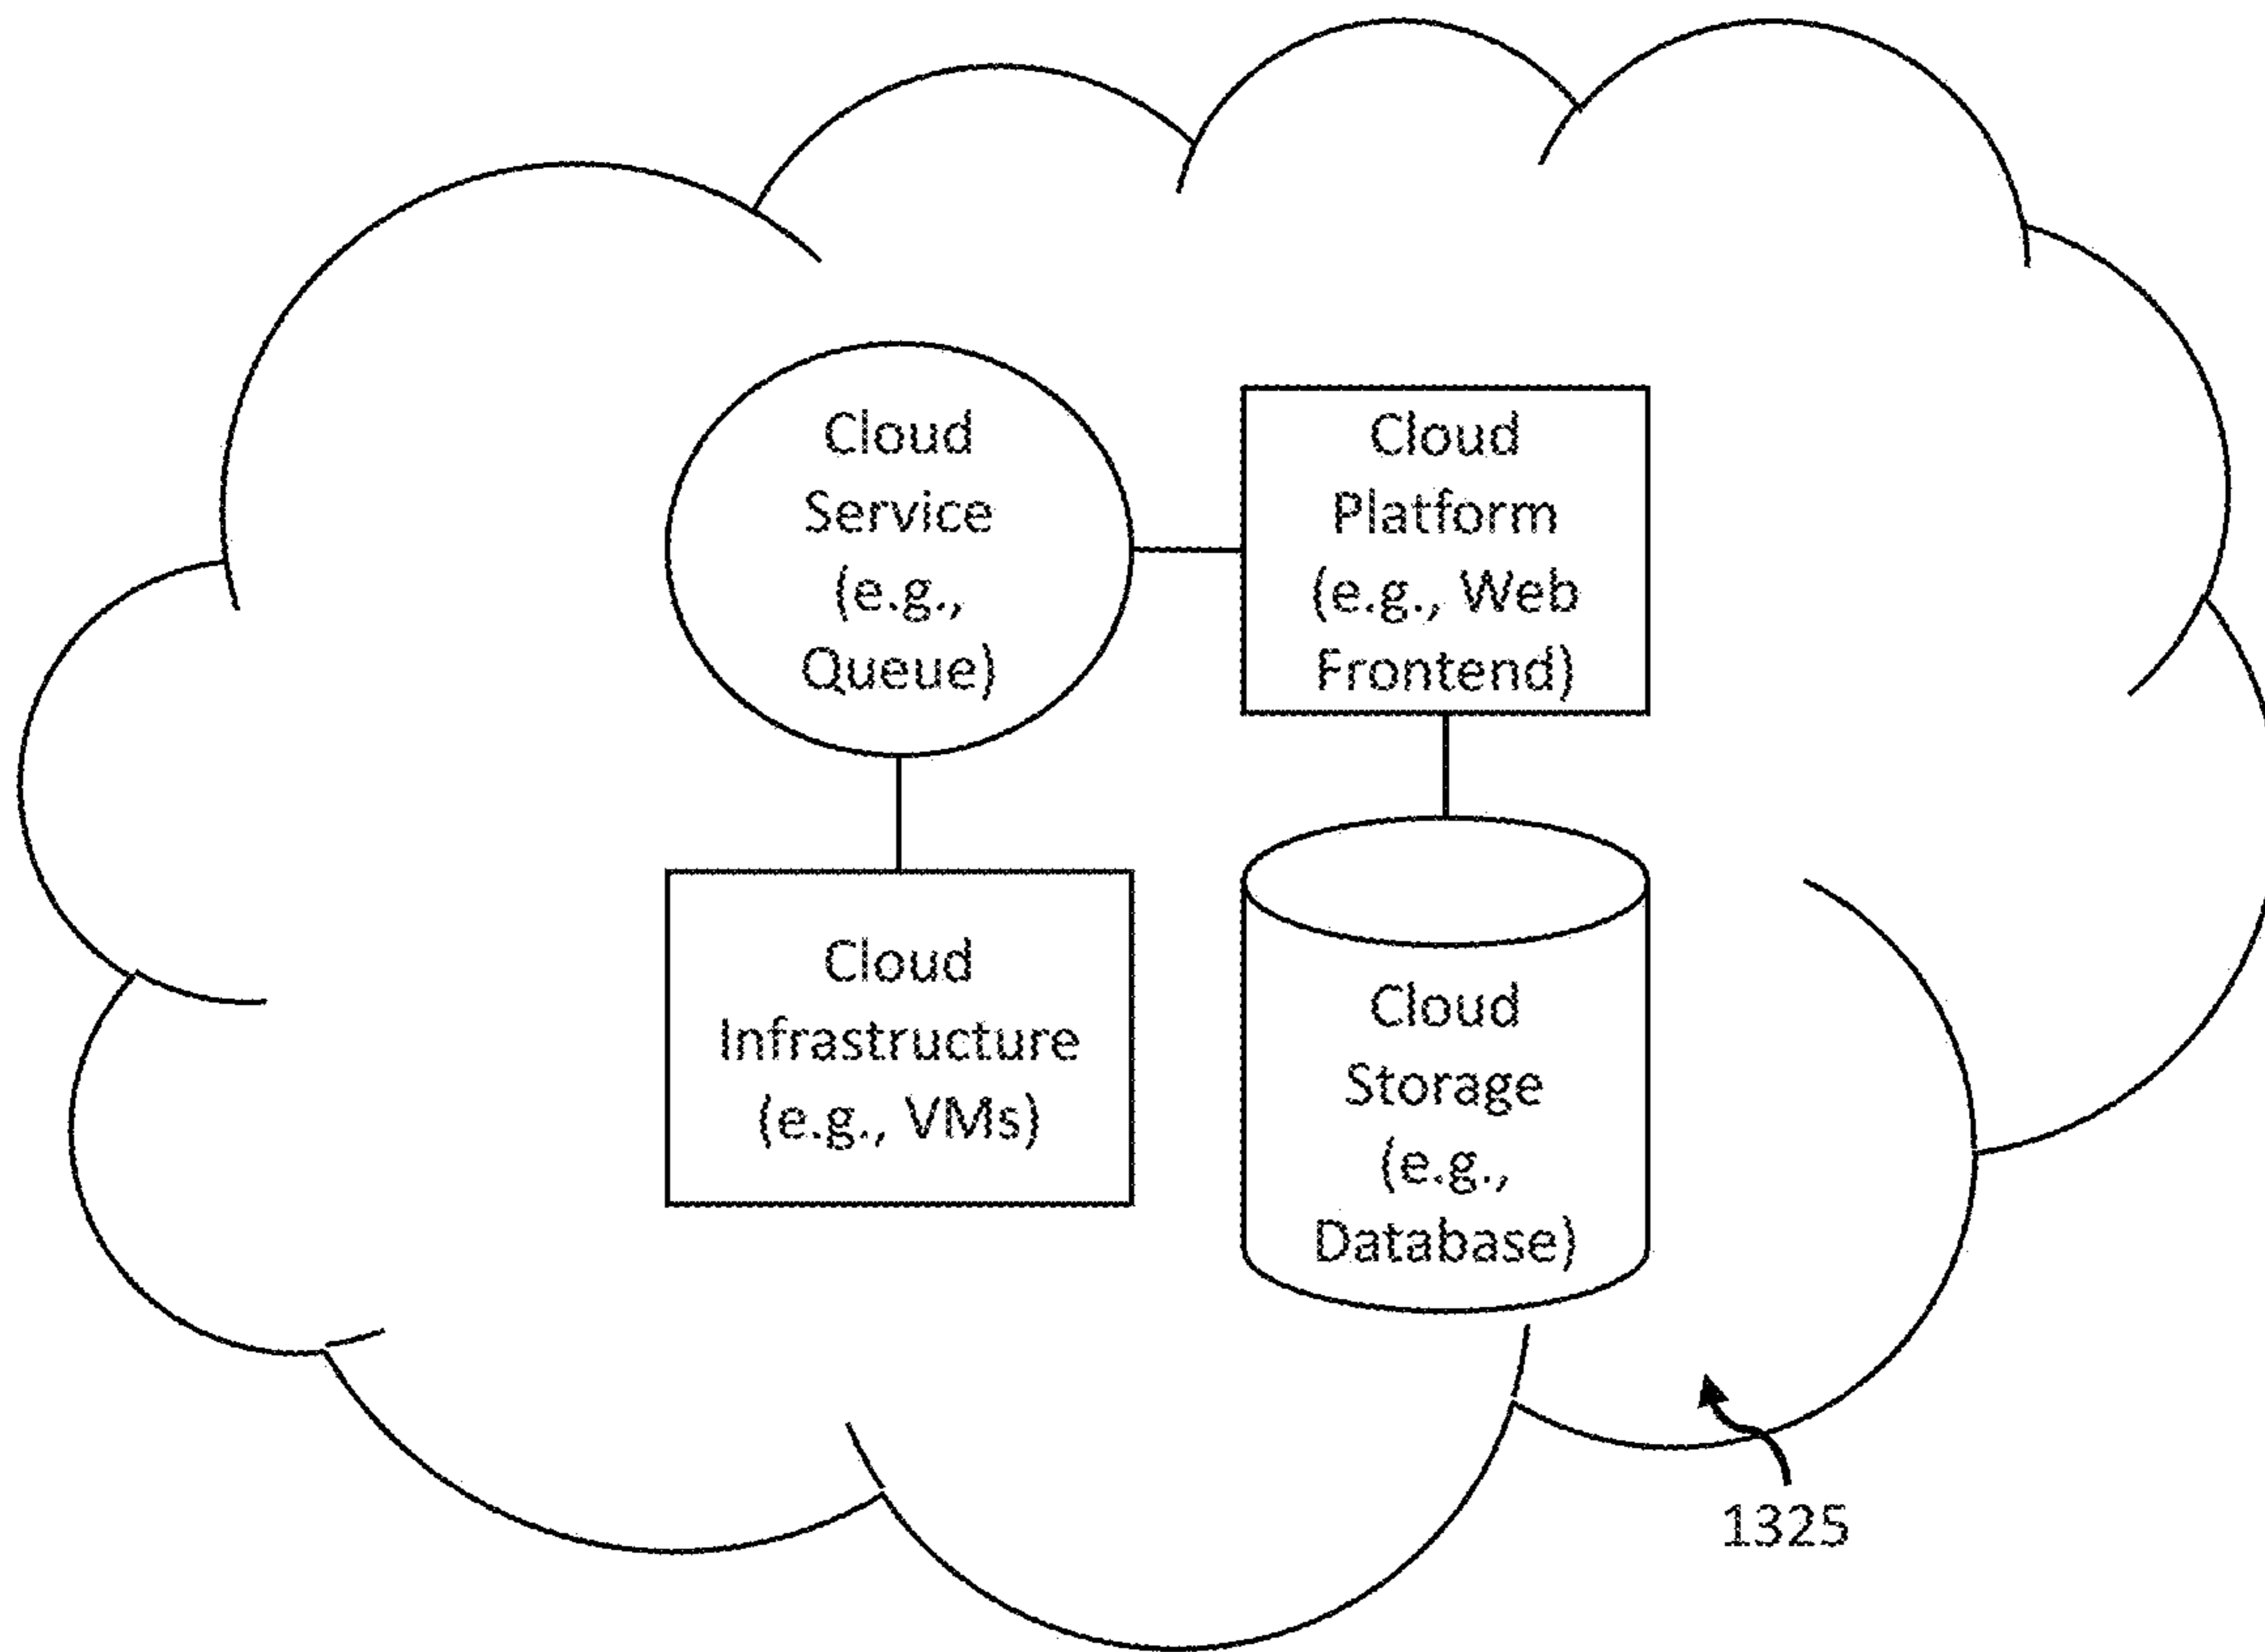 Cloud
Service
(e.g.,
Queue)
Cloud
Platform
(e.g., Web
Frontend)
Cloud
Infrastructure
(e.g., VMs)
Cloud
Storage
(e.g.,
Database)
1325